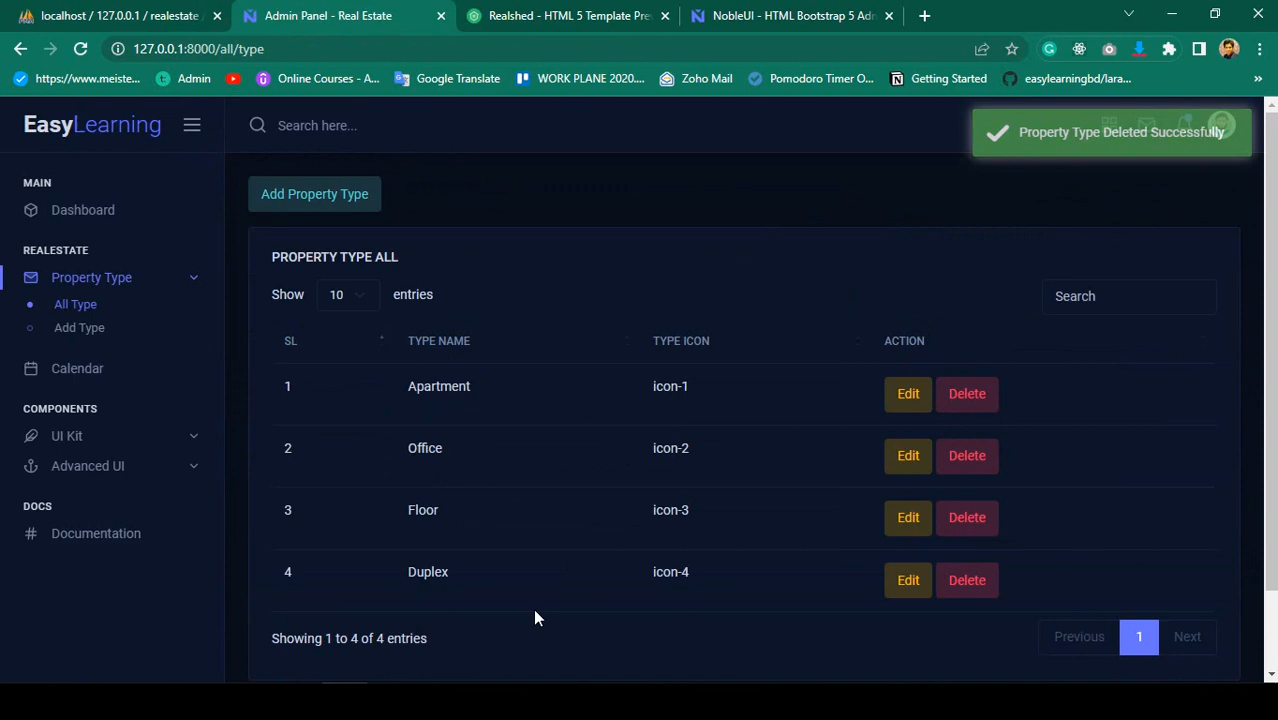 localhost / 127.0.0.1 / realestate
Admin Panel - Real Estate
Realshed - HTML 5 Template Pre
NobleUI - HTML Bootstrap 5 Adm
127.0.0.1:8000/all/type
https://www.meiste...
Admin
Online Courses - A...
Google Translate
WORK PLANE 2020....
Zoho Mail
Pomodoro Timer O...
Getting Started
easylearningbd/lara...
EasyLearning
Search here...
Property Type Deleted Successfully
MAIN
Dashboard
REALESTATE
Property Type
All Type
Add Type
Calendar
COMPONENTS
UI Kit
Advanced UI
DOCS
Documentation
Add Property Type
PROPERTY TYPE ALL
Show 10 entries
Search
SL TYPE NAME TYPE ICON ACTION
1 Apartment icon-1 Edit Delete
2 Office icon-2 Edit Delete
3 Floor icon-3 Edit Delete
4 Duplex icon-4 Edit Delete
Showing 1 to 4 of 4 entries
Previous 1 Next